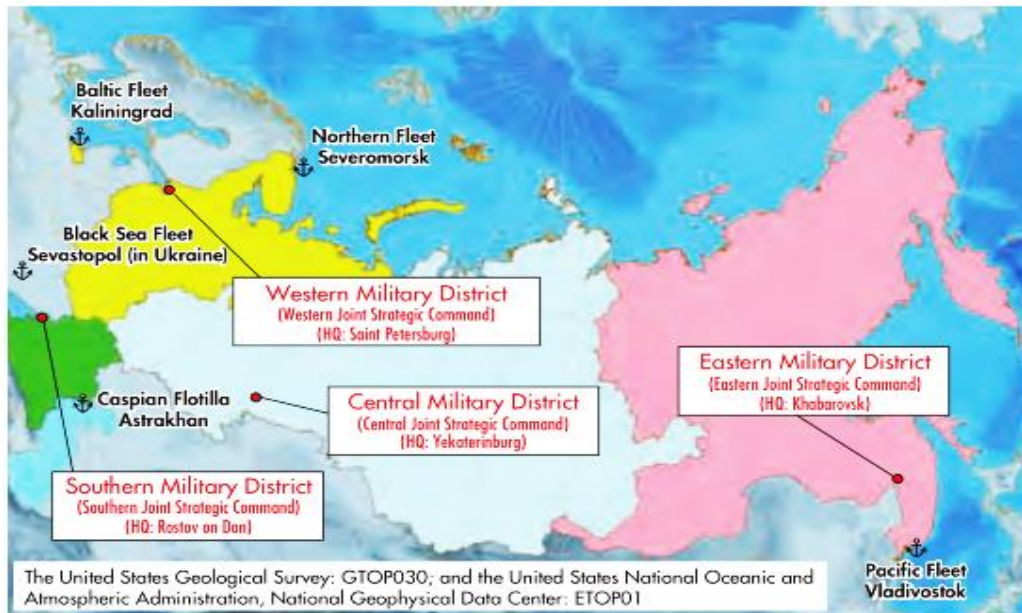 Baltic Fleet
Kaliningrad
Northern Fleet
Severomorsk
Black Sea Fleet
Sevastopol (in Ukraine)
Western Military District
(Western Joint Strategic Command)
(HQ: Saint Petersburg)
Eastern Military District
(Eastern Joint Strategic Command)
(HQ: Khabarovsk)
Caspian Flotilla
Astrakhan
Central Military District
(Central Joint Strategic Command)
(HQ: Yekaterinburg)
Southern Military District
(Southern Joint Strategic Command)
(HQ: Rostov on Don)
Pacific Fleet
Vladivostok
The United States Geological Survey: GTOP030; and the United States National Oceanic and
Atmospheric Administration, National Geophysical Data Center: ETOP01